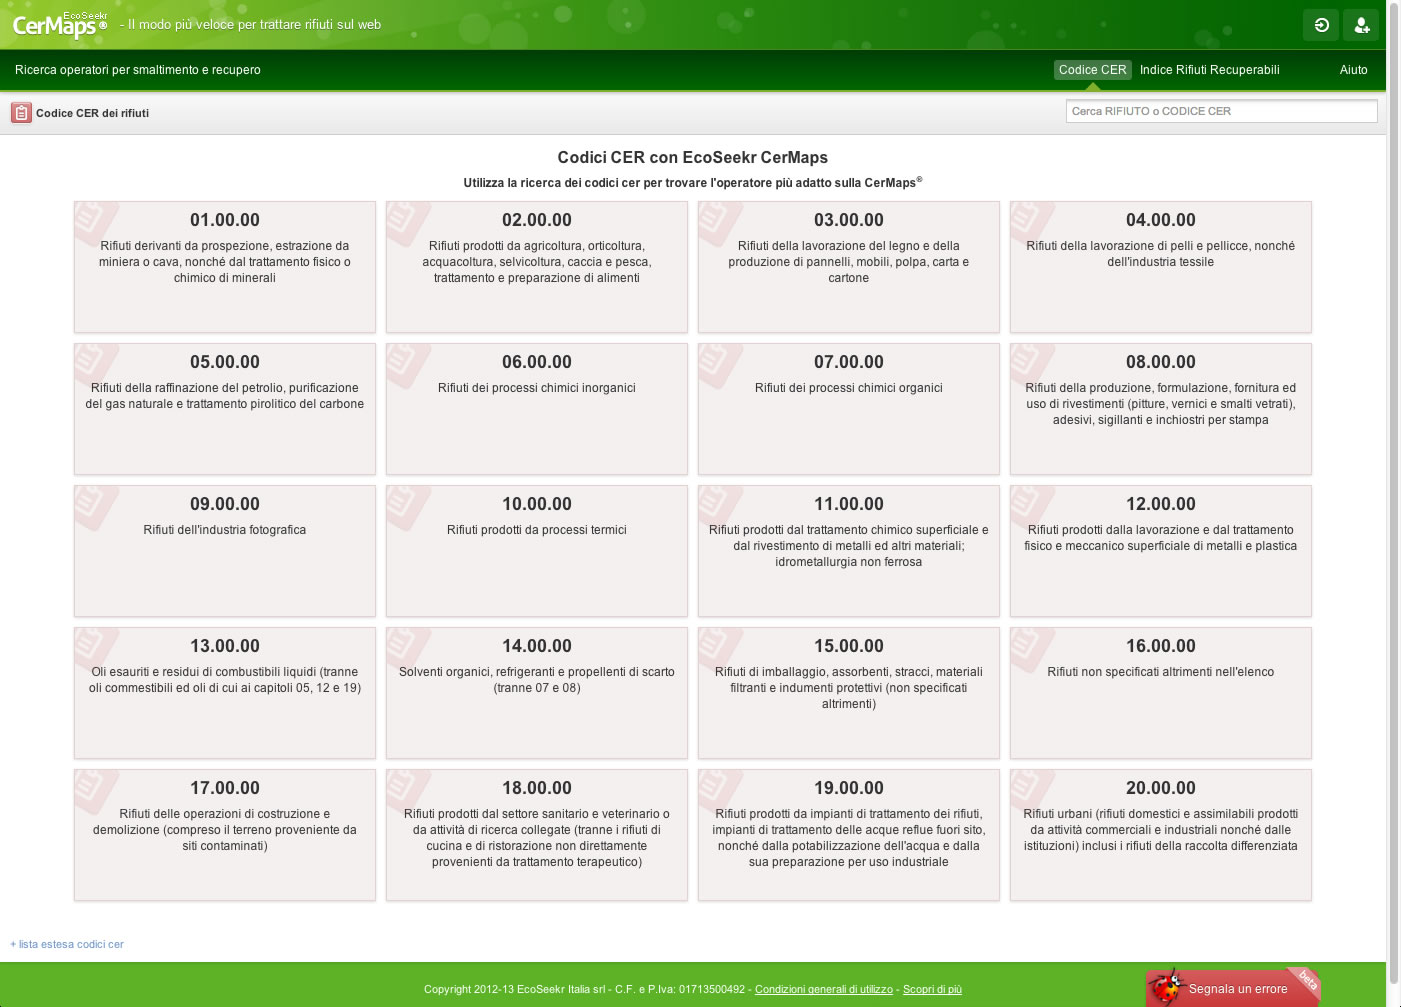 EcoSeekr
CerMaps® - Il modo più veloce per trattare rifiuti sul web
Ricerca operatori per smaltimento e recupero
Codice CER
Indice Rifiuti Recuperabili
Aiuto
Codice CER dei rifiuti
Cerca RIFIUTO o CODICE CER
Codici CER con EcoSeekr CerMaps
Utilizza la ricerca dei codici cer per trovare l'operatore più adatto sulla CerMaps®
01.00.00
Rifiuti derivanti da prospezione, estrazione da
miniera o cava, nonché dal trattamento fisico o
chimico di minerali
02.00.00
Rifiuti prodotti da agricoltura, orticoltura,
acquacoltura, selvicoltura, caccia e pesca,
trattamento e preparazione di alimenti
03.00.00
Rifiuti della lavorazione del legno e della
produzione di pannelli, mobili, polpa, carta e
cartone
04.00.00
Rifiuti della lavorazione di pelli e pellicce, nonché
dell'industria tessile
05.00.00
Rifiuti della raffinazione del petrolio, purificazione
del gas naturale e trattamento pirolitico del carbone
06.00.00
Rifiuti dei processi chimici inorganici
07.00.00
Rifiuti dei processi chimici organici
08.00.00
Rifiuti della produzione, formulazione, fornitura ed
uso di rivestimenti (pitture, vernici e smalti vetrati),
adesivi, sigillanti e inchiostri per stampa
09.00.00
Rifiuti dell'industria fotografica
10.00.00
Rifiuti prodotti da processi termici
11.00.00
Rifiuti prodotti dal trattamento chimico superficiale e
dal rivestimento di metalli ed altri materiali;
idrometallurgia non ferrosa
12.00.00
Rifiuti prodotti dalla lavorazione e dal trattamento
fisico e meccanico superficiale di metalli e plastica
13.00.00
Oli esauriti e residui di combustibili liquidi (tranne
oli commestibili ed oli di cui ai capitoli 05, 12 e 19)
14.00.00
Solventi organici, refrigeranti e propellenti di scarto
(tranne 07 e 08)
15.00.00
Rifiuti di imballaggio, assorbenti, stracci, materiali
filtranti e indumenti protettivi (non specificati
altrimenti)
16.00.00
Rifiuti non specificati altrimenti nell'elenco
17.00.00
Rifiuti delle operazioni di costruzione e
demolizione (compreso il terreno proveniente da
siti contaminati)
18.00.00
Rifiuti prodotti dal settore sanitario e veterinario o
da attività di ricerca collegate (tranne i rifiuti di
cucina e di ristorazione non direttamente
provenienti da trattamento terapeutico)
19.00.00
Rifiuti prodotti da impianti di trattamento dei rifiuti,
impianti di trattamento delle acque reflue fuori sito,
nonché dalla potabilizzazione dell'acqua e dalla
sua preparazione per uso industriale
20.00.00
Rifiuti urbani (rifiuti domestici e assimilabili prodotti
da attività commerciali e industriali nonché dalle
istituzioni) inclusi i rifiuti della raccolta differenziata
+ lista estesa codici cer
Copyright 2012-13 EcoSeekr Italia srl - C.F. e P.Iva: 01713500492 - Condizioni generali di utilizzo - Scopri di più
Segnala un errore
beta